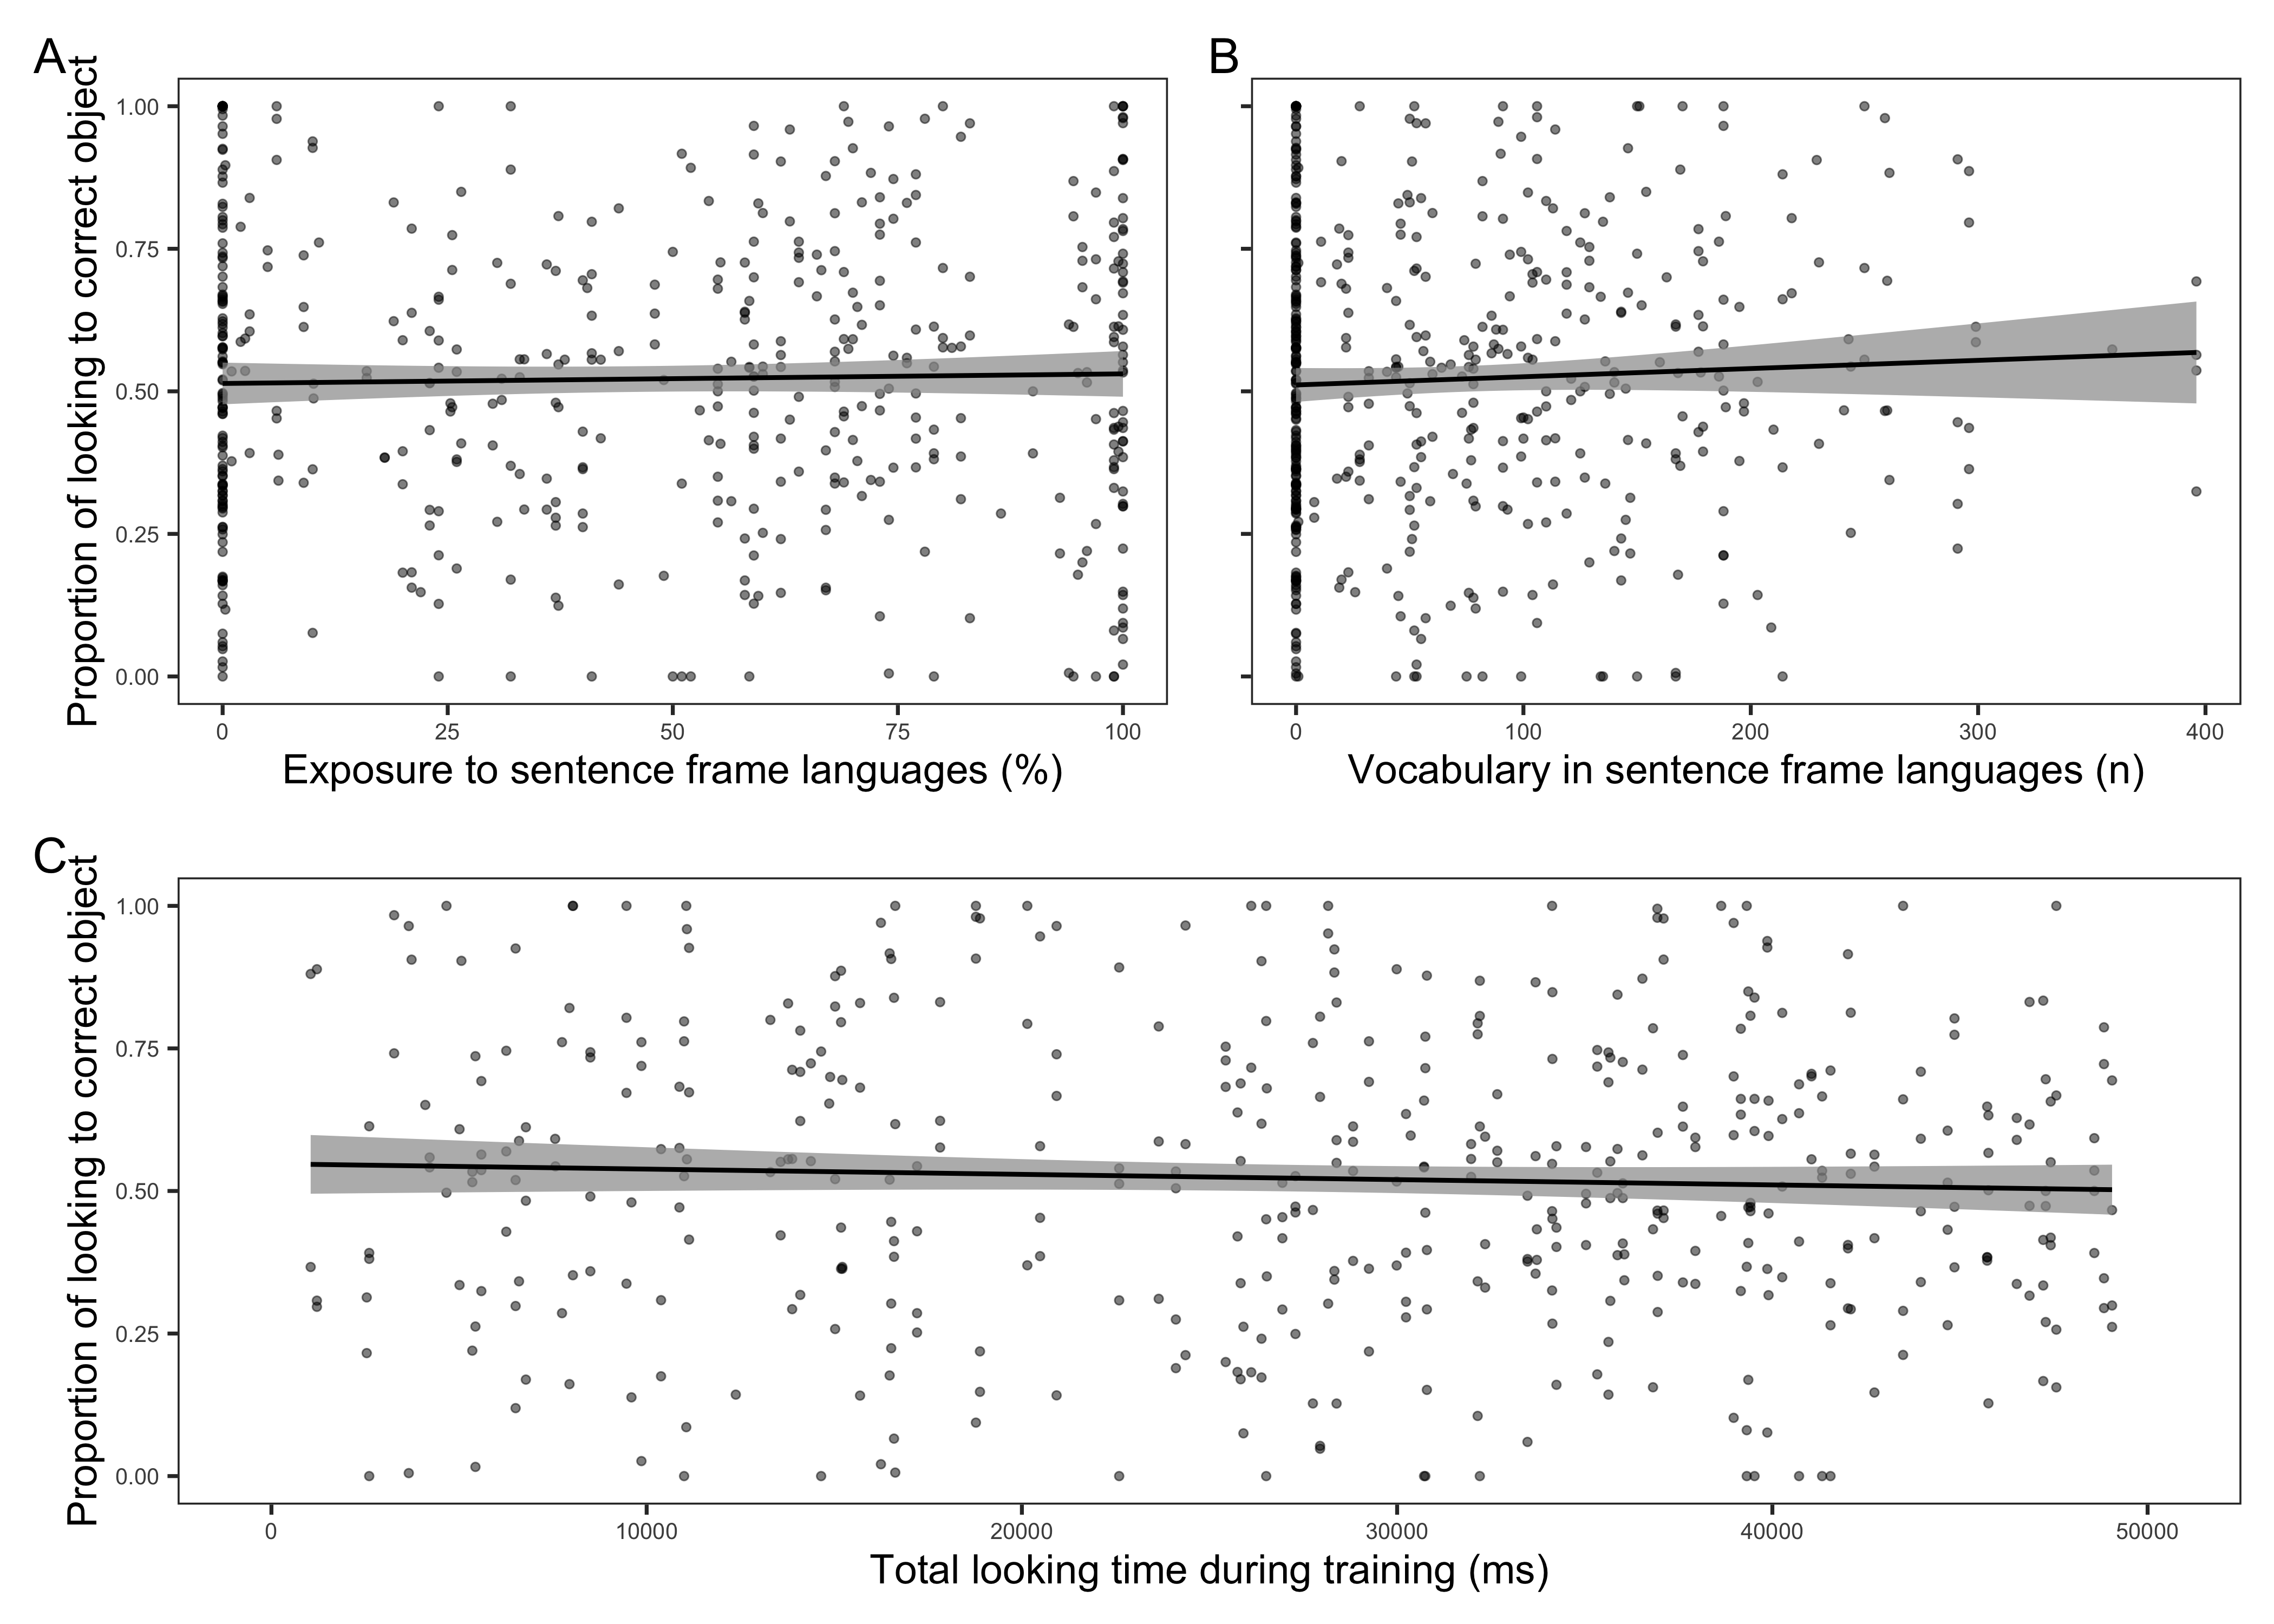 A
B
Proportion of looking to correct object
1.00
0.75
0.50
0.25
0.00
0 25 50 75 100
0 100 200 300 400
Exposure to sentence frame languages (%)
Vocabulary in sentence frame languages (n)
C
Proportion of looking to correct object
1.00
0.75
0.50
0.25
0.00
0 10000 20000 30000 40000 50000
Total looking time during training (ms)